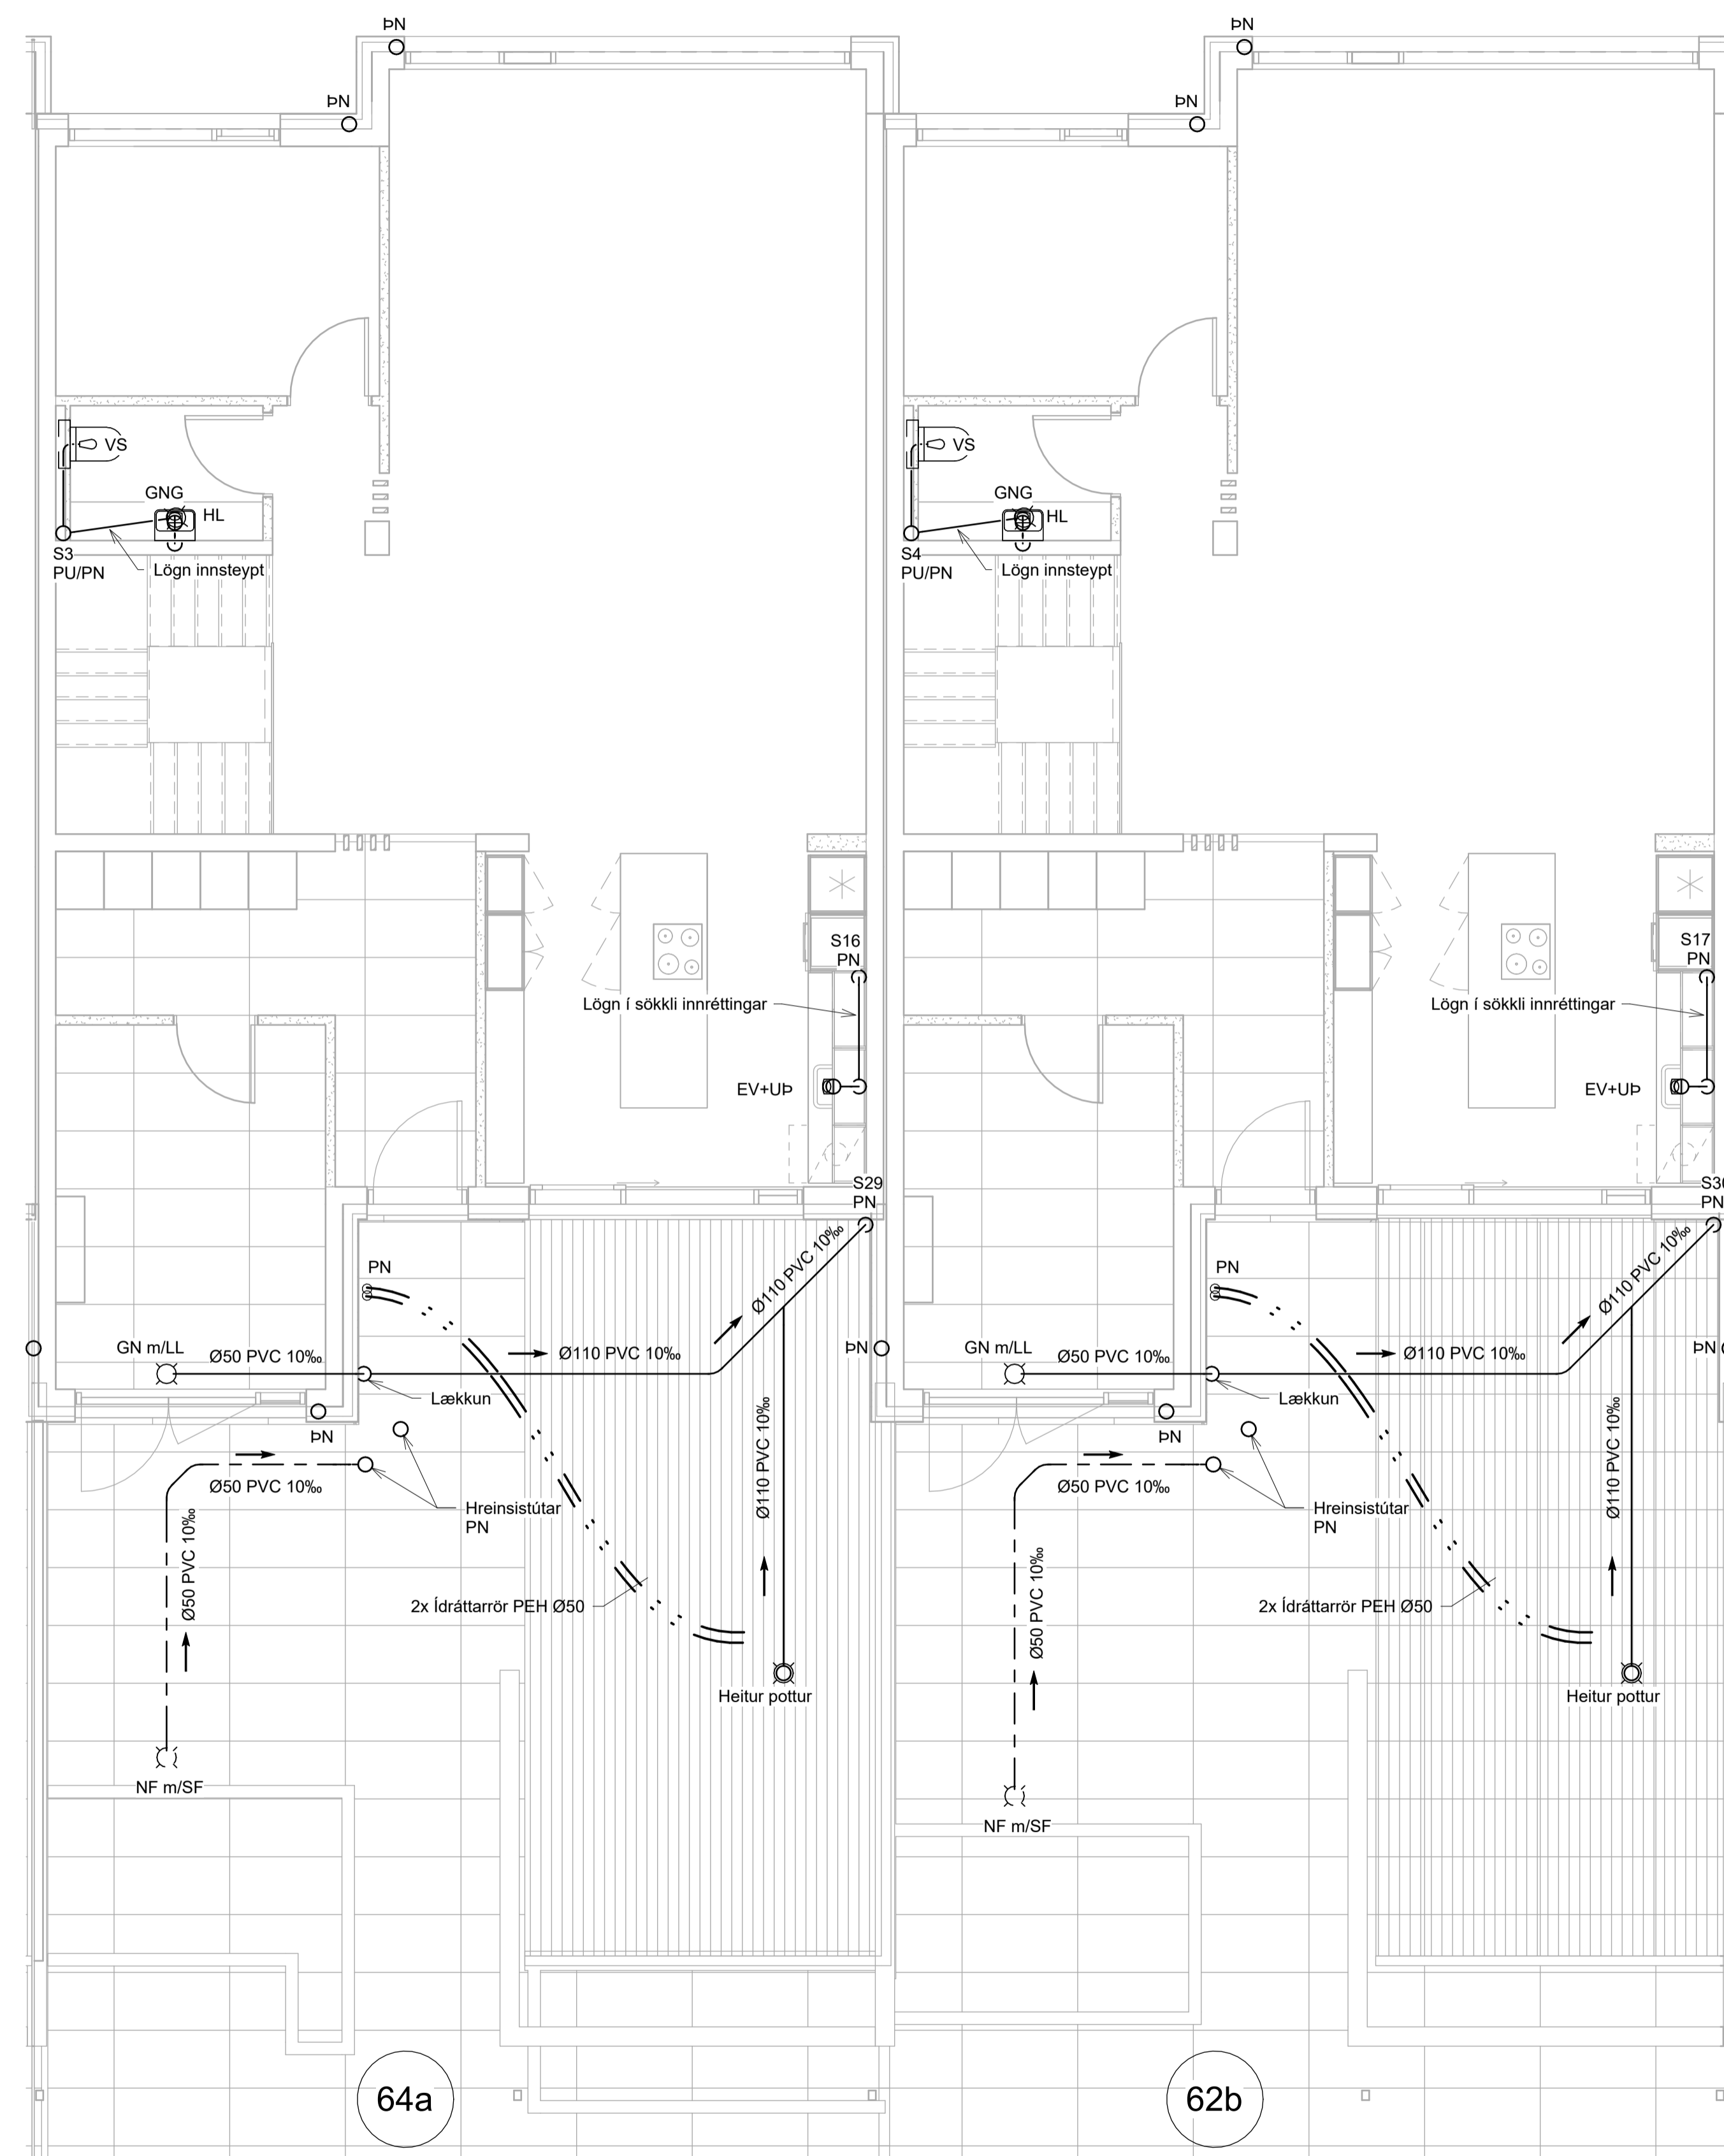 ÞN
ÞN
ÞN
ÞN
VS
GNG
HL
S3
PU/PN
Lögn innsteypt
VS
GNG
HL
S4
PU/PN
Lögn innsteypt
S16
PN
Lögn í sökkli innréttingar
EV+UÞ
S17
PN
Lögn í sökkli innréttingar
EV+UÞ
S29
PN
PN
Ø110 PVC 10‰
GN m/LL
Ø50 PVC 10‰
Ø110 PVC 10‰
Lækkun
ÞN
ÞN
Ø50 PVC 10‰
Hreinsistútar
PN
Ø50 PVC 10‰
Ø110 PVC 10‰
2x Ídráttarrör PEH Ø50
Heitur pottur
NF m/SF
PN
PN
Ø110 PVC 10‰
GN m/LL
Ø50 PVC 10‰
Ø110 PVC 10‰
Lækkun
ÞN
ÞN
Ø50 PVC 10‰
Hreinsistútar
PN
Ø50 PVC 10‰
Ø110 PVC 10‰
2x Ídráttarrör PEH Ø50
Heitur pottur
NF m/SF
64a
62b